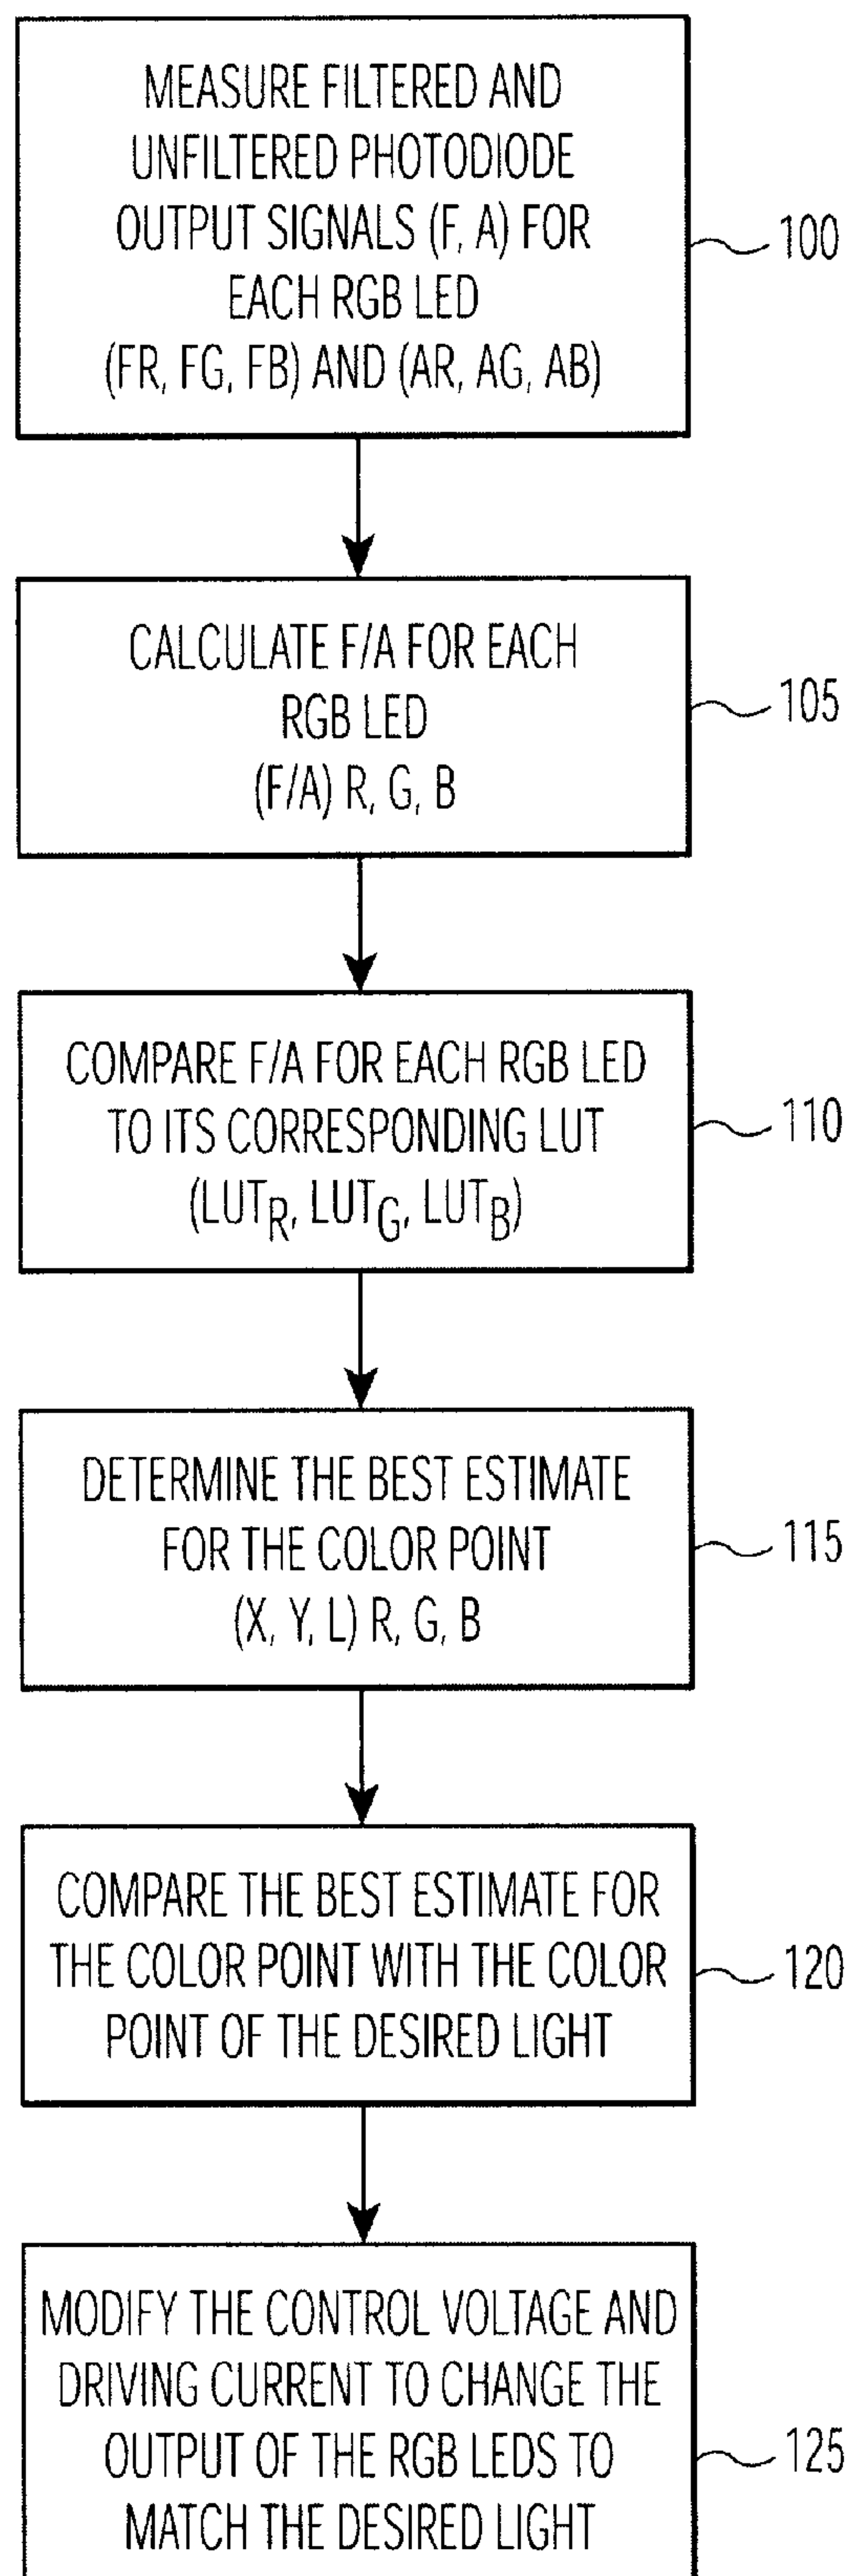 MEASURE FILTERED AND
UNFILTERED PHOTODIODE
OUTPUT SIGNALS (F, A) FOR
EACH RGB LED
(FR, FG, FB) AND (AR, AG, AB)
100
CALCULATE F/A FOR EACH
RGB LED
(F/A) R, G, B
105
COMPARE F/A FOR EACH RGB LED
TO ITS CORRESPONDING LUT
(LUTR, LUTG, LUTB)
110
DETERMINE THE BEST ESTIMATE
FOR THE COLOR POINT
(X, Y, L) R, G, B
115
COMPARE THE BEST ESTIMATE FOR
THE COLOR POINT WITH THE COLOR
POINT OF THE DESIRED LIGHT
120
MODIFY THE CONTROL VOLTAGE AND
DRIVING CURRENT TO CHANGE THE
OUTPUT OF THE RGB LEDS TO
MATCH THE DESIRED LIGHT
125